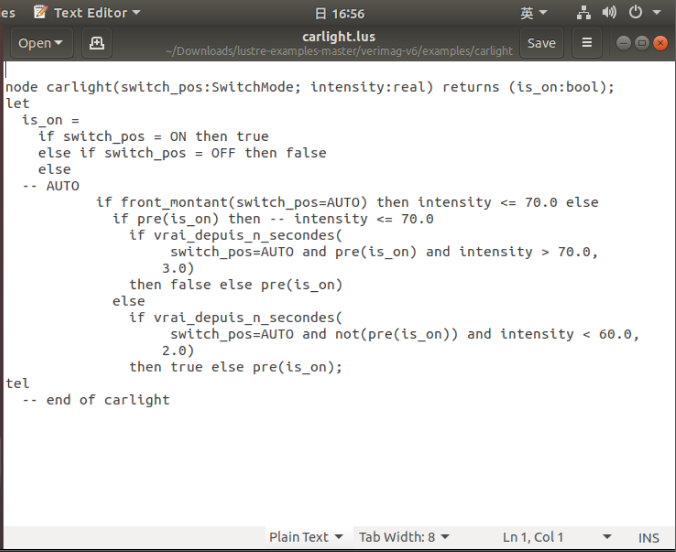 es Text Editor 日 16:56 英
Open carlight.lus Save
~/Downloads/lustre-examples-master/verimag-v6/examples/carlight
node carlight(switch_pos:SwitchMode; intensity:real) returns (is_on:bool);
let
  is_on =
    if switch_pos = ON then true
    else if switch_pos = OFF then false
    else
  -- AUTO
           if front_montant(switch_pos=AUTO) then intensity <= 70.0 else
             if pre(is_on) then -- intensity <= 70.0
               if vrai_depuis_n_secondes(
                    switch_pos=AUTO and pre(is_on) and intensity > 70.0,
                   3.0)
               then false else pre(is_on)
             else
               if vrai_depuis_n_secondes(
                    switch_pos=AUTO and not(pre(is_on)) and intensity < 60.0,
                   2.0)
               then true else pre(is_on);
tel
  -- end of carlight
Plain Text Tab Width: 8 Ln 1, Col 1 INS